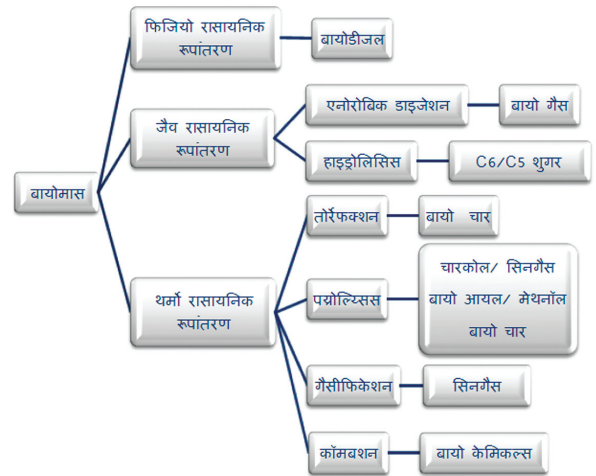 फिजियो रासायनिक
रूपांतरण
बायोडीजल
एनोरोबिक डाइजेशन
बायो गैस
जैव रासायनिक
रूपांतरण
हाइड्रोलिसिस
C6/C5 शुगर
बायोमास
तोर्रेफक्शन
बायो चार
थर्मो रासायनिक
रूपांतरण
पय्रोल्य्सिस
चारकोल/ सिनगैस
बायो आयल/ मेथनॉल
बायो चार
गैसीफिकेशन
सिनगैस
कॉमबशन
बायो केमिकल्स